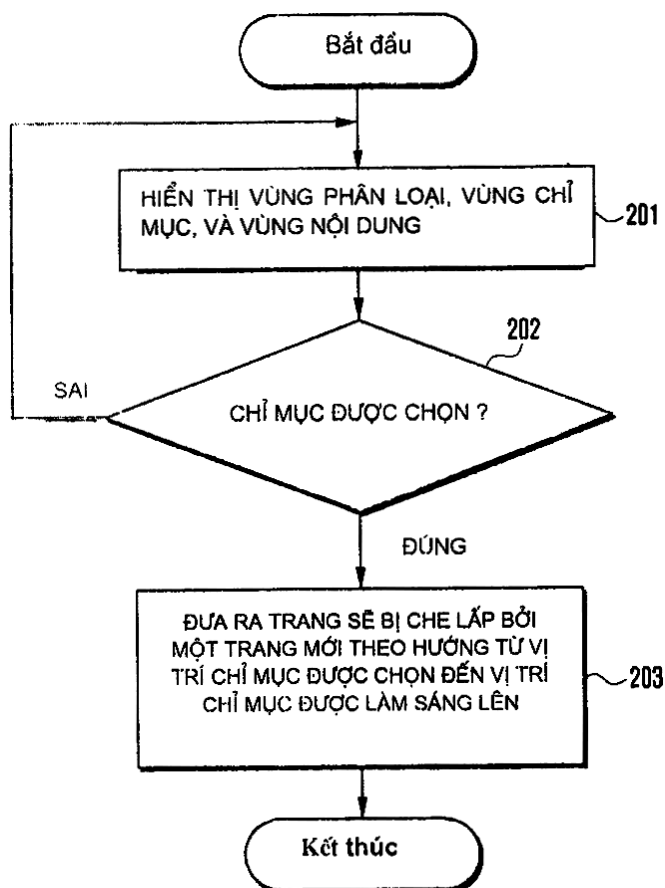 Bắt đầu
HIỂN THỊ VÙNG PHÂN LOẠI, VÙNG CHỈ
MỤC, VÀ VÙNG NỘI DUNG
201
202
SAI
CHỈ MỤC ĐƯỢC CHỌN ?
ĐÚNG
ĐƯA RA TRANG SẼ BỊ CHE LẤP BỞI
MỘT TRANG MỚI THEO HƯỚNG TỪ VỊ
TRÍ CHỈ MỤC ĐƯỢC CHỌN ĐẾN VỊ TRÍ
CHỈ MỤC ĐƯỢC LÀM SÁNG LÊN
203
Kết thúc